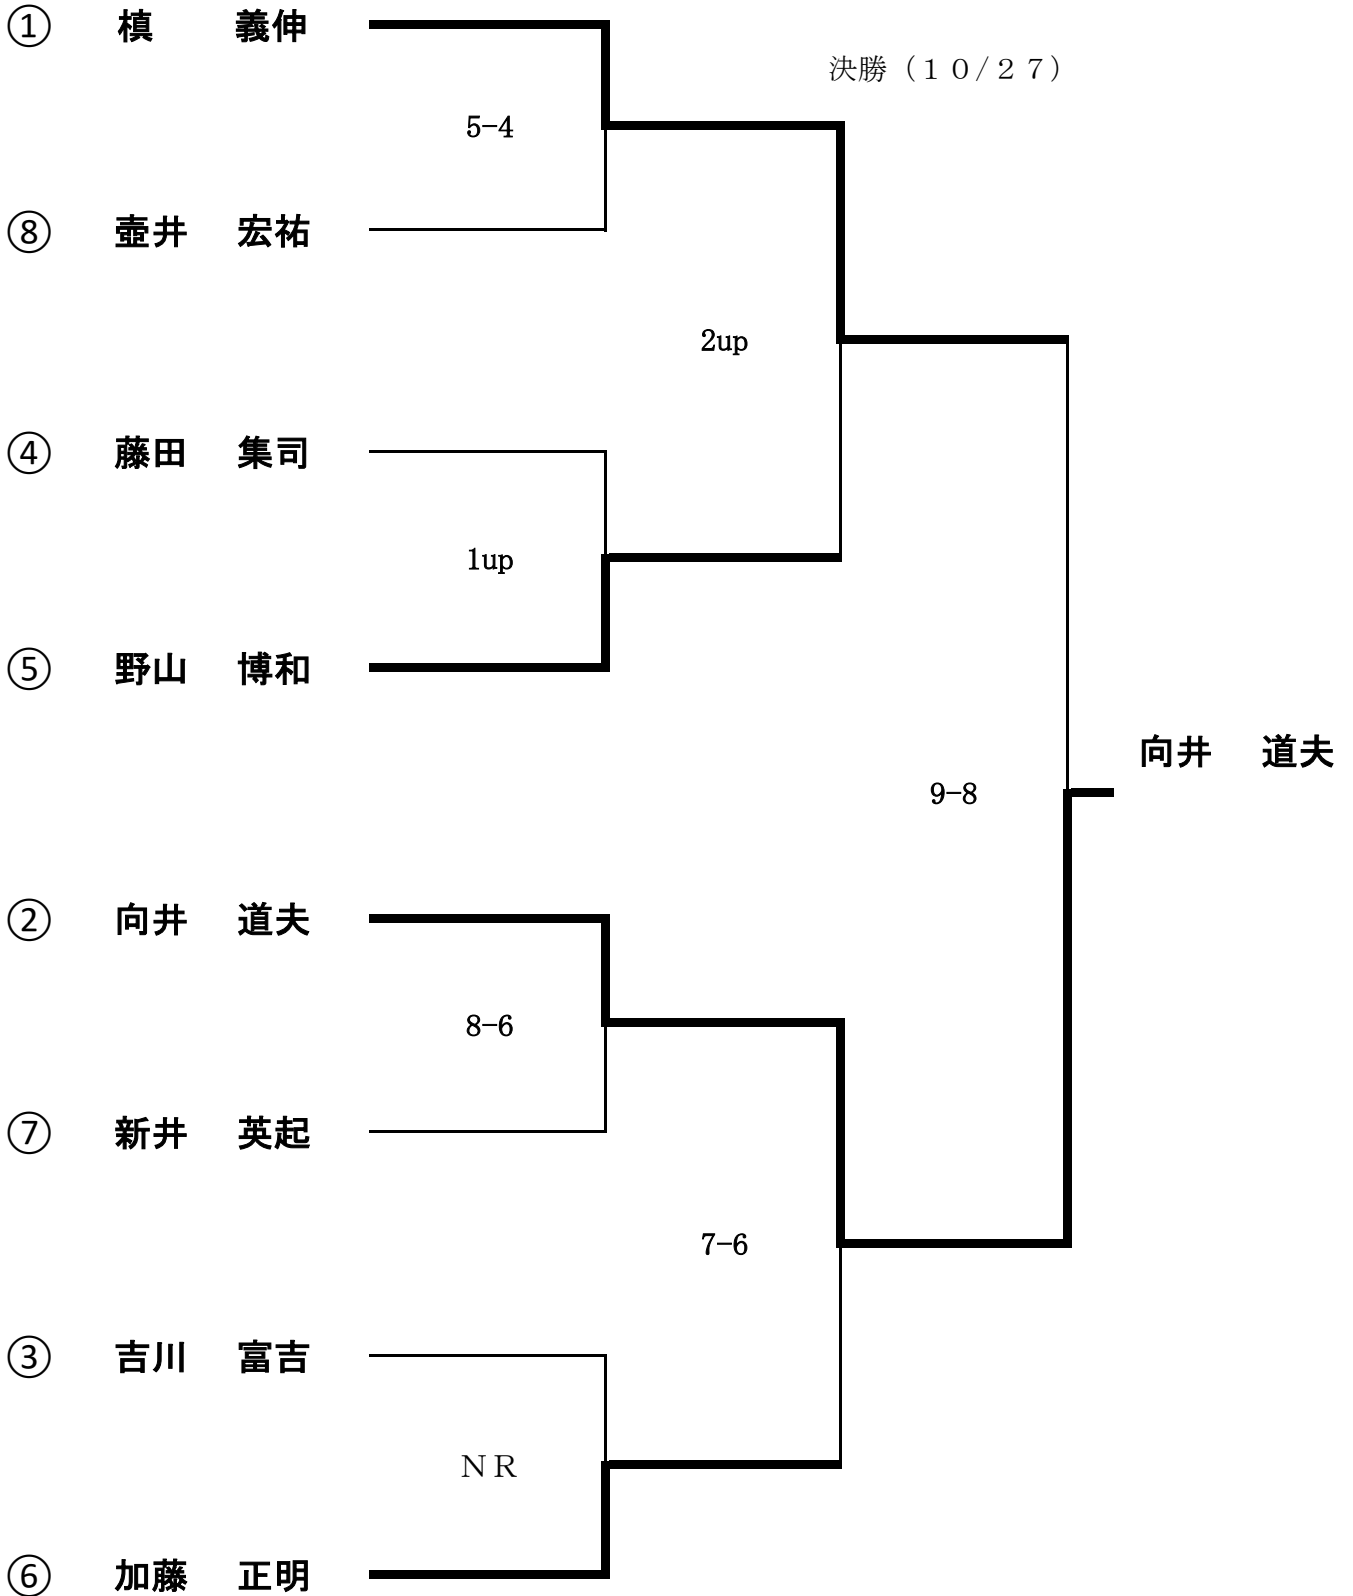 ① 槙 義伸
決勝（１０/２７）
5-4
⑧ 壺井 宏祐
2up
④ 藤田 集司
1up
⑤ 野山 博和
向井 道夫
9-8
② 向井 道夫
8-6
⑦ 新井 英起
7-6
③ 吉川 富吉
ＮＲ
⑥ 加藤 正明